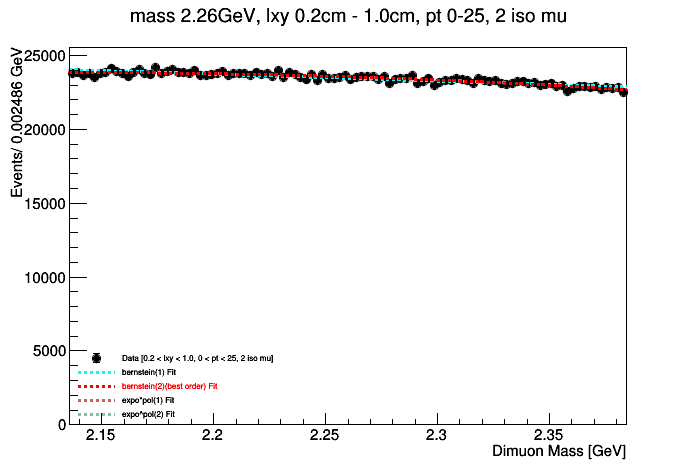 mass 2.26GeV, lxy 0.2cm - 1.0cm, pt 0-25, 2 iso mu
Events/ 0.002486 GeV
25000
20000
15000
10000
5000
0
Data [0.2 < lxy < 1.0, 0 < pt < 25, 2 iso mu]
bernstein(1) Fit
bernstein(2)(best order) Fit
expo*pol(1) Fit
expo*pol(2) Fit
2.15 2.2 2.25 2.3 2.35
Dimuon Mass [GeV]